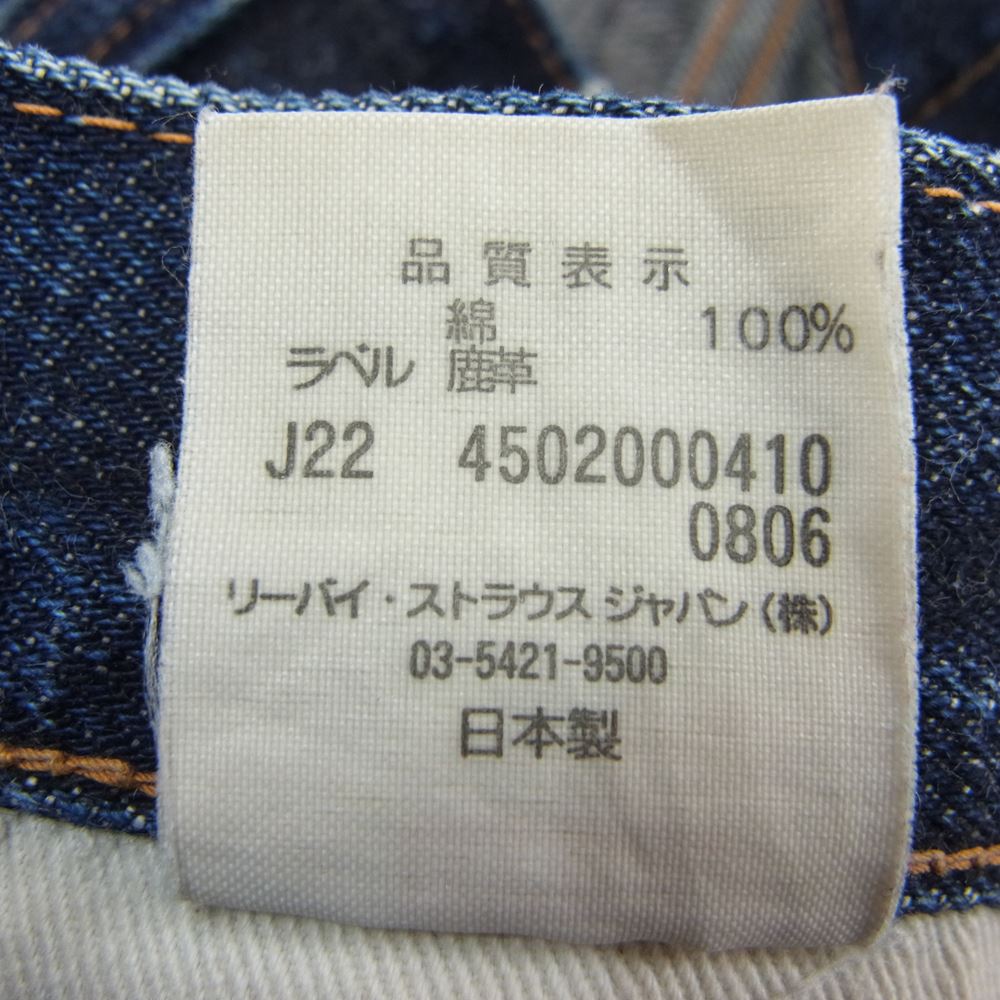 品質表示
綿 100%
ラベル 鹿革
J22 4502000410
0806
リーバイ・ストラウス ジャパン(株)
03-5421-9500
日本製